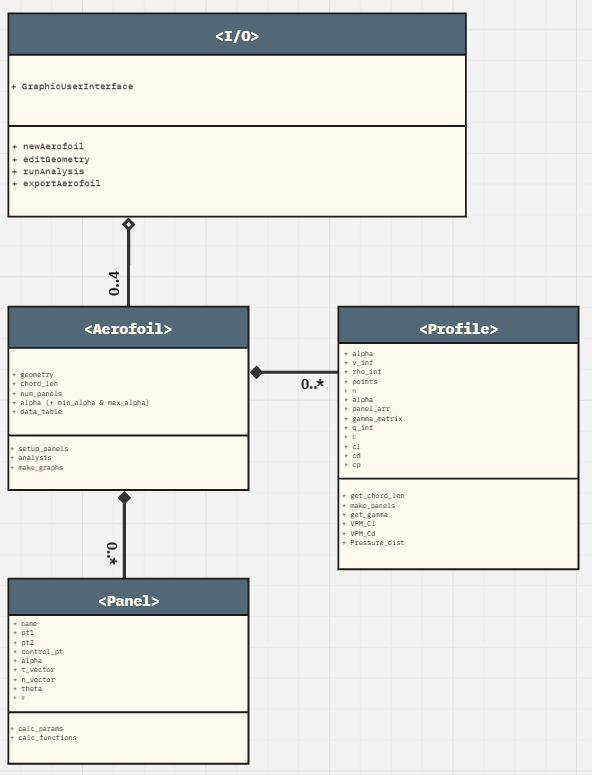 <I/O>
+ GraphicUserInterface
+ newAerofoil
+ editGeometry
+ runAnalysis
+ exportAerofoil
0..4
<Aerofoil>
+ geometry
+ chord_len
+ num_panels
+ alpha (+ min_alpha & max_alpha)
+ data_table
+ setup_panels
+ analysis
+ make_graphs
0..*
<Profile>
+ alpha
+ v_inf
+ rho_inf
+ points
+ n
+ alpha
+ panel_arr
+ gamma_matrix
+ q_inf
+
+ cl
+ cd
+ cp
+ get_chord_len
+ make_panels
+ get_gamma
+ VPM_Cl
+ VPM_Cd
+ Pressure_dist
0..*
<Panel>
+ name
+ pt1
+ pt2
+ control_pt
+ alpha
+ t_vector
+ n_vector
+ theta
+
+ calc_params
+ calc_functions